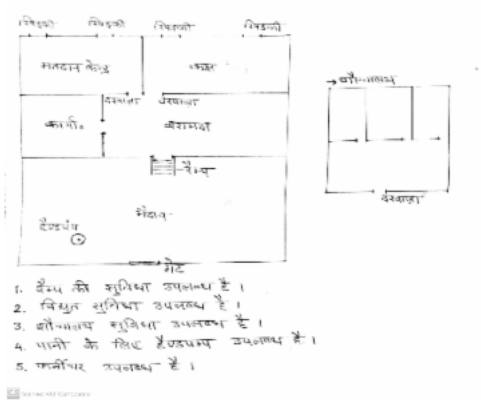 खिड़की खिड़की खिड़की खिड़की
मतदान केन्द्र कक्ष
→ शौचालय
दरवाजा दरवाजा
कार्या० बरामदा
रैम्प
दरवाजा
मैदान
हैण्डपंप
गेट
1. रैम्प की सुविधा उपलब्ध है।
2. विद्युत सुविधा उपलब्ध है।
3. शौचालय सुविधा उपलब्ध है।
4. पानी के लिए हैण्डपम्प उपलब्ध है।
5. फर्नीचर उपलब्ध है।